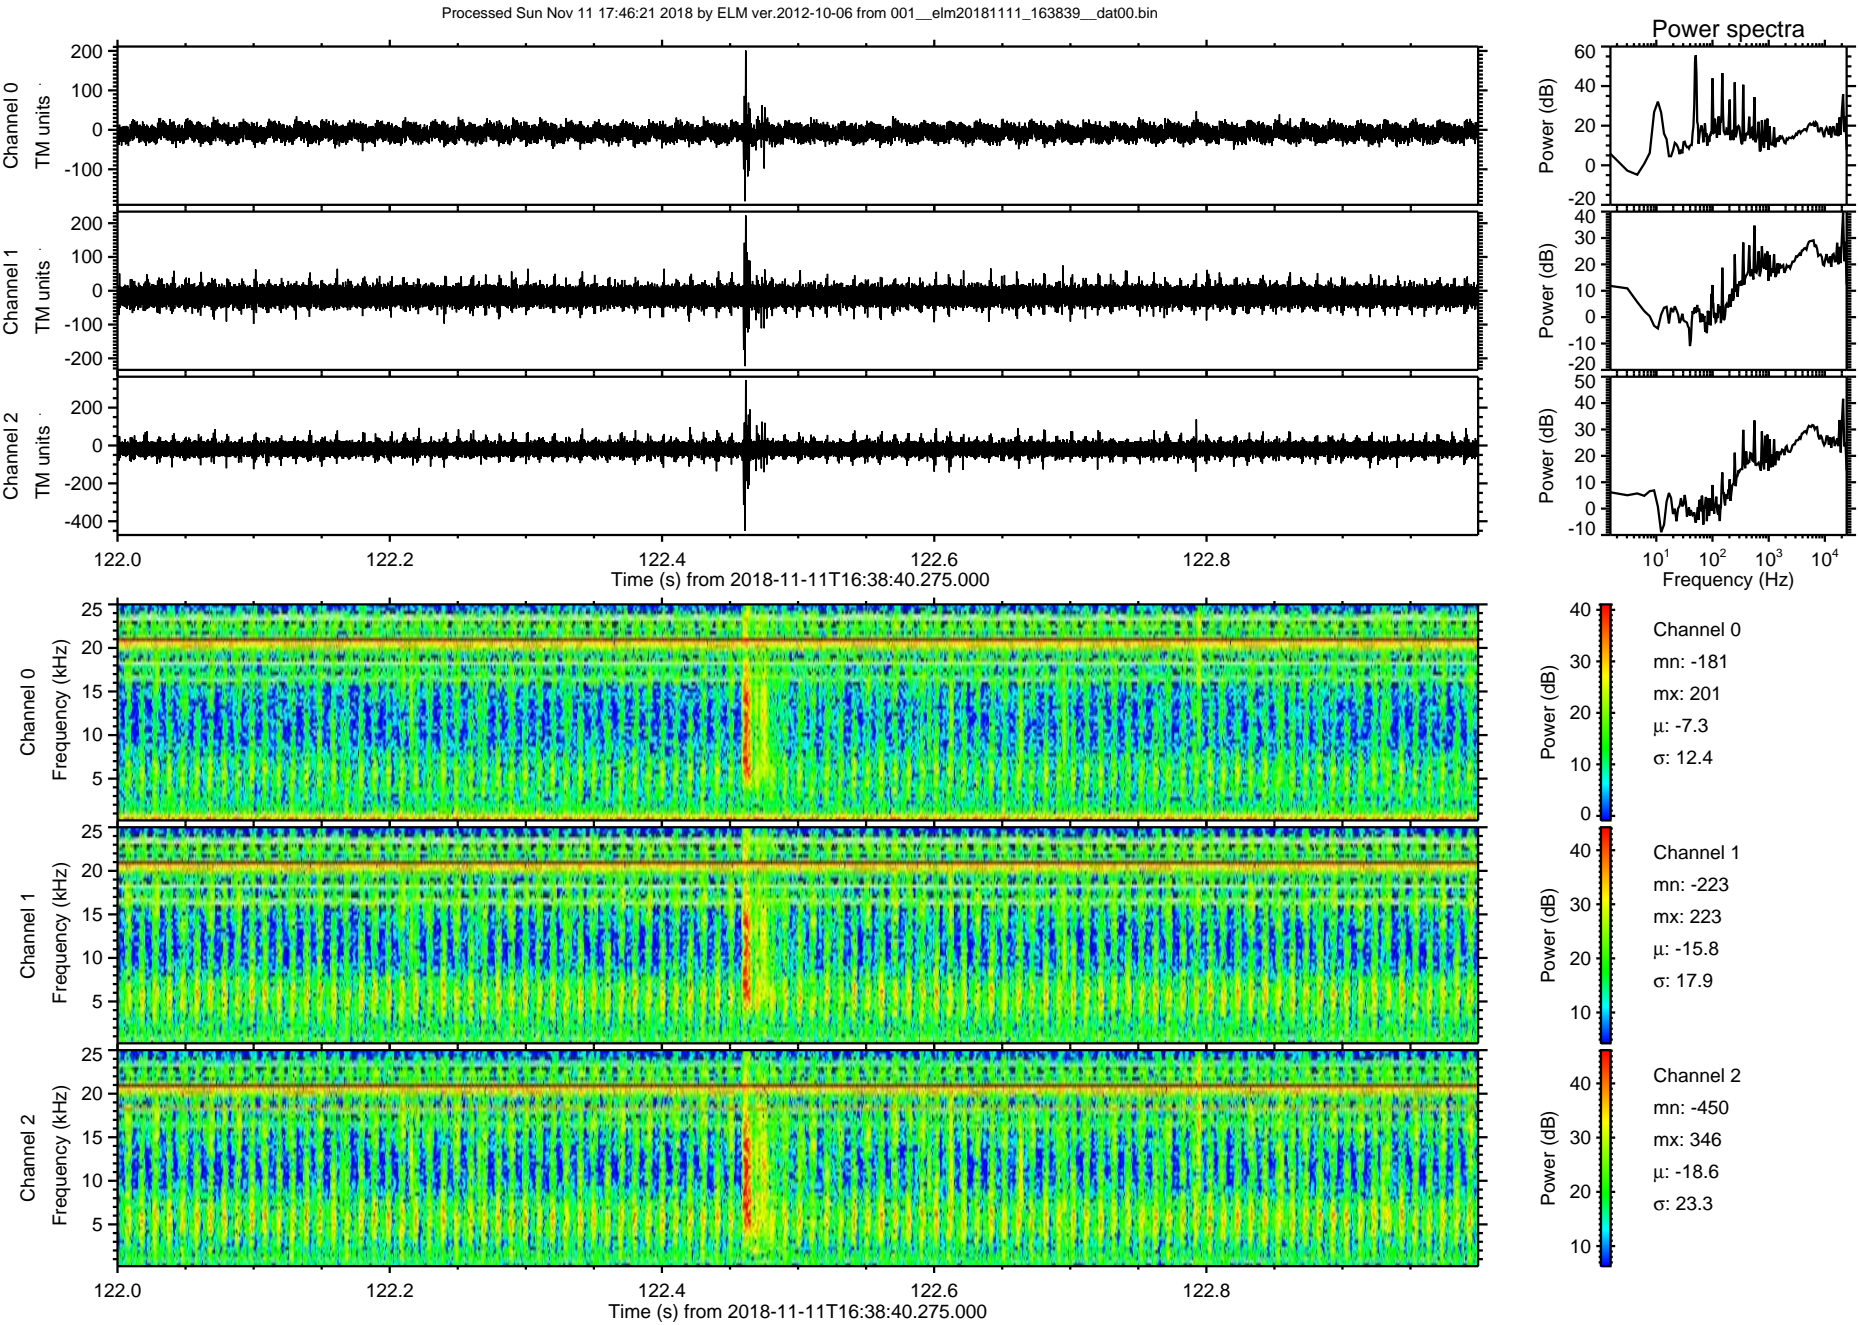 Processed Sun Nov 11 17:46:21 2018 by ELM ver.2012-10-06 from 001__elm20181111_163839__dat00.bin
Power spectra
Channel 0
TM units
200
100
0
-100
Power (dB)
60
40
20
0
-20
Channel 1
TM units
200
100
0
-100
-200
Power (dB)
40
30
20
10
0
-10
-20
Channel 2
TM units
200
0
-200
-400
Power (dB)
50
40
30
20
10
0
-10
122.0 122.2 122.4 122.6 122.8
Time (s) from 2018-11-11T16:38:40.275.000
10¹ 10² 10³ 10⁴
Frequency (Hz)
Channel 0
Frequency (kHz)
25
20
15
10
5
Power (dB)
40
30
20
10
0
Channel 0
mn: -181
mx: 201
μ: -7.3
σ: 12.4
Channel 1
Frequency (kHz)
25
20
15
10
5
Power (dB)
40
30
20
10
Channel 1
mn: -223
mx: 223
μ: -15.8
σ: 17.9
Channel 2
Frequency (kHz)
25
20
15
10
5
Power (dB)
40
30
20
10
Channel 2
mn: -450
mx: 346
μ: -18.6
σ: 23.3
122.0 122.2 122.4 122.6 122.8
Time (s) from 2018-11-11T16:38:40.275.000